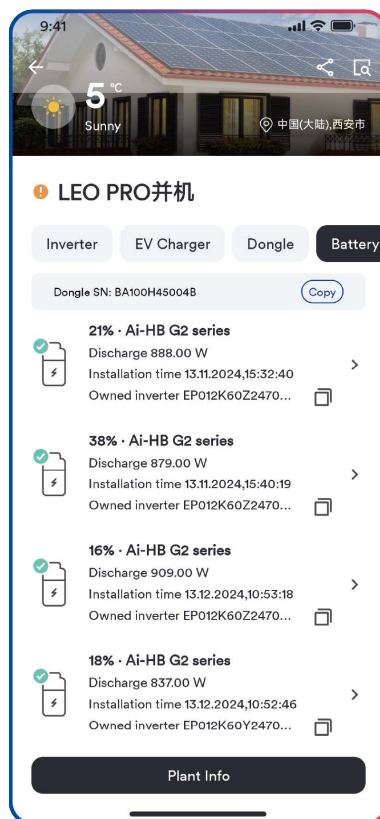 9:41
5 °C
Sunny
中国(大陆),西安市
LEO PRO并机
Inverter EV Charger Dongle Battery
Dongle SN: BA100H45004B Copy
21% · Ai-HB G2 series
Discharge 888.00 W
Installation time 13.11.2024,15:32:40
Owned inverter EP012K60Z2470...
38% · Ai-HB G2 series
Discharge 879.00 W
Installation time 13.11.2024,15:40:19
Owned inverter EP012K60Z2470...
16% · Ai-HB G2 series
Discharge 909.00 W
Installation time 13.12.2024,10:53:18
Owned inverter EP012K60Z2470...
18% · Ai-HB G2 series
Discharge 837.00 W
Installation time 13.12.2024,10:52:46
Owned inverter EP012K60Y2470...
Plant Info